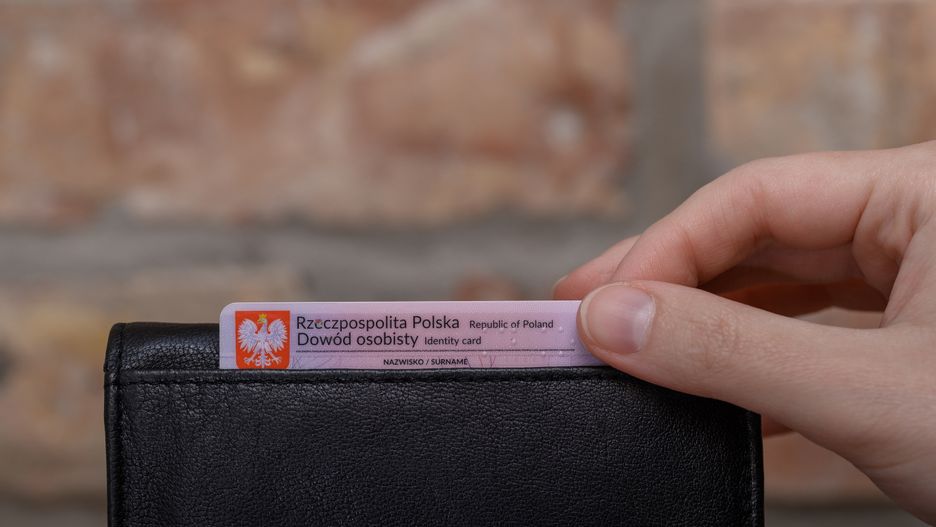 Rzeczpospolita Polska Republic of Poland
Dowód osobisty Identity card
NAZWISKO / SURNAME